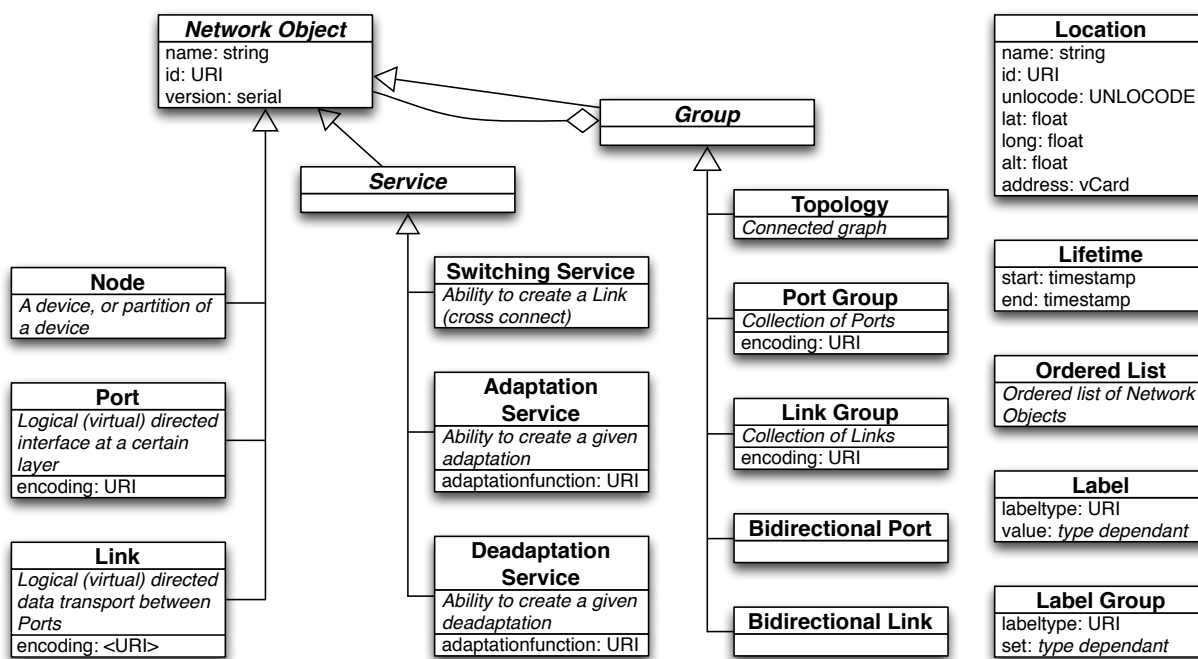 Network Object
name: string
id: URI
version: serial
Group
Service
Node
A device, or partition of
a device
Port
Logical (virtual) directed
interface at a certain
layer
encoding: URI
Link
Logical (virtual) directed
data transport between
Ports
encoding: <URI>
Switching Service
Ability to create a Link
(cross connect)
Adaptation
Service
Ability to create a given
adaptation
adaptationfunction: URI
Deadaptation
Service
Ability to create a given
deadaptation
adaptationfunction: URI
Topology
Connected graph
Port Group
Collection of Ports
encoding: URI
Link Group
Collection of Links
encoding: URI
Bidirectional Port
Bidirectional Link
Location
name: string
id: URI
unlocode: UNLOCODE
lat: float
long: float
alt: float
address: vCard
Lifetime
start: timestamp
end: timestamp
Ordered List
Ordered list of Network
Objects
Label
labeltype: URI
value: type dependant
Label Group
labeltype: URI
set: type dependant